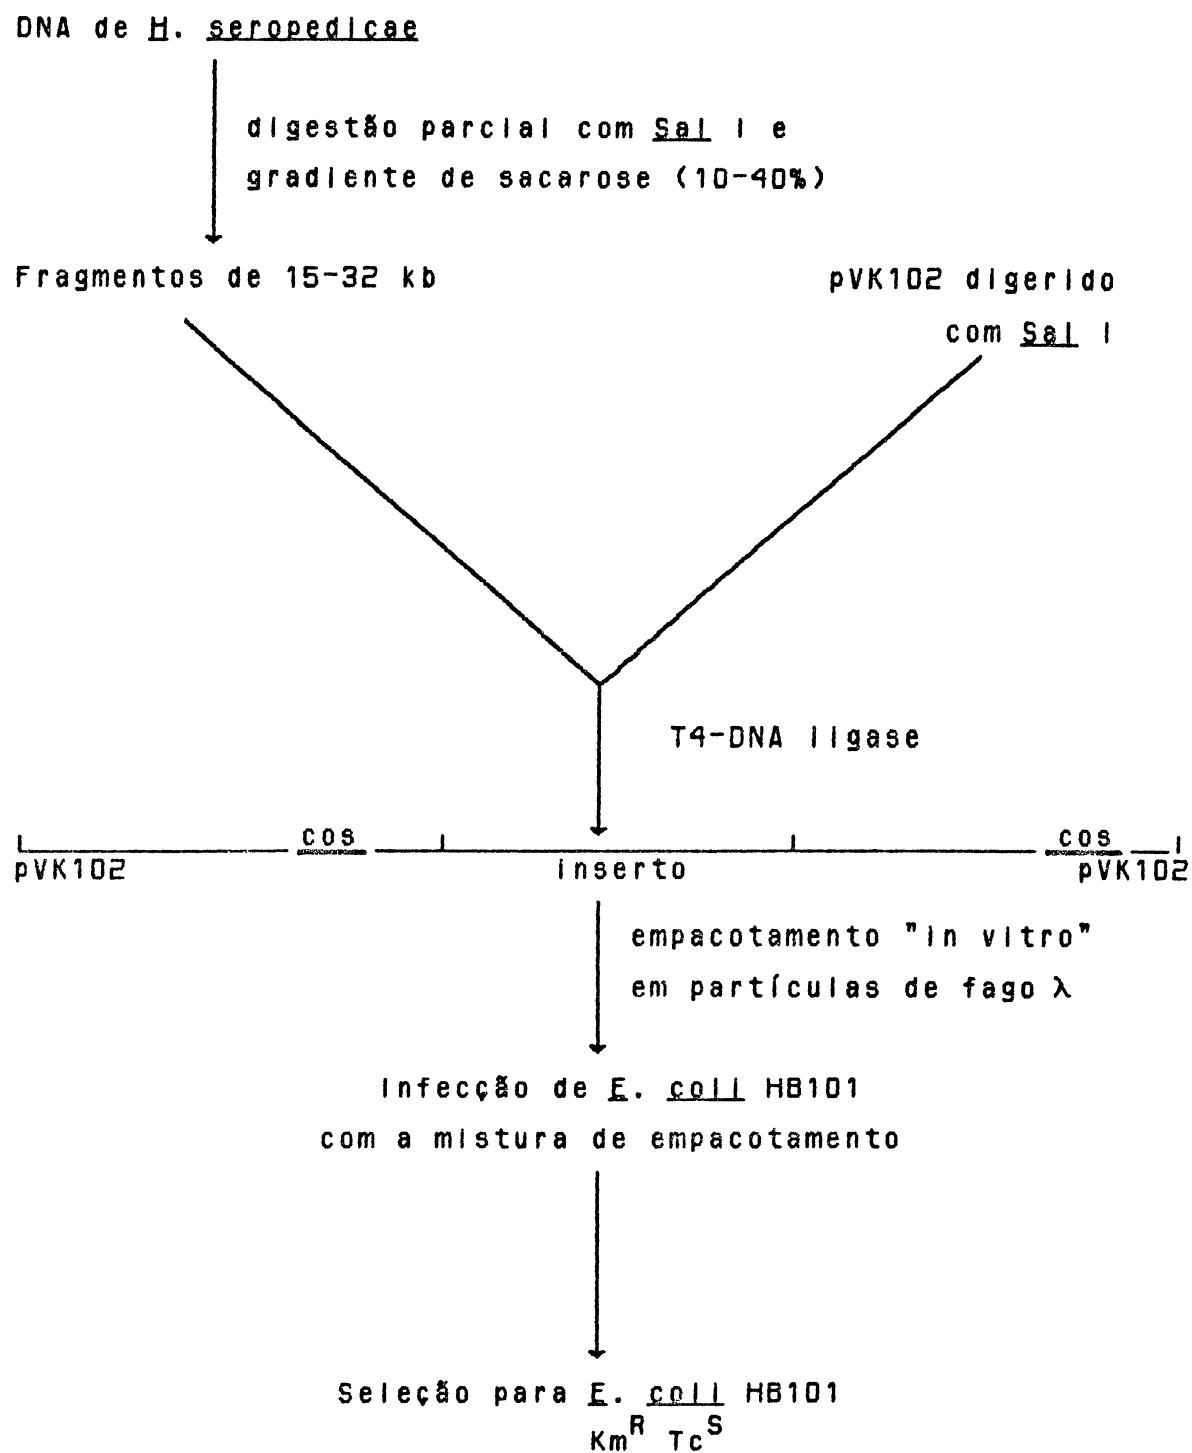 DNA de H. seropedicae
digestão parcial com Sal I e
gradiente de sacarose (10-40%)
Fragmentos de 15-32 kb
pVK102 digerido
com Sal I
T4-DNA ligase
cos
cos
pVK102
inserto
pVK102
empacotamento "in vitro"
em partículas de fago λ
Infecção de E. coli HB101
com a mistura de empacotamento
Seleção para E. coli HB101
Km^R Tc^S